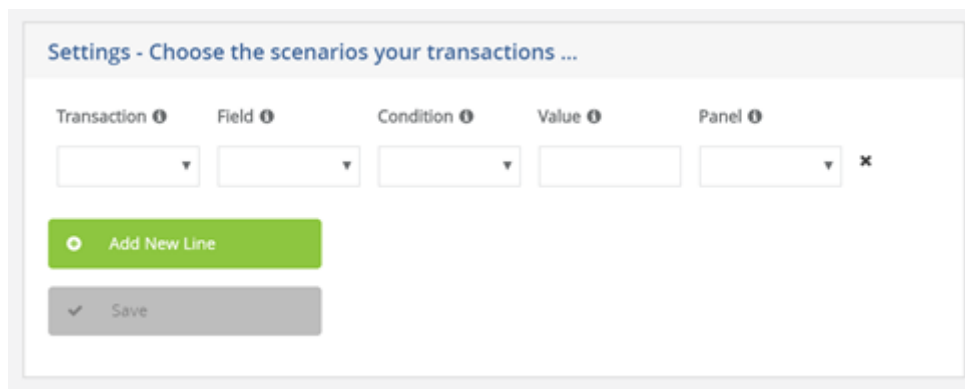 Settings - Choose the scenarios your transactions ...
Transaction Field Condition Value Panel
Add New Line
Save